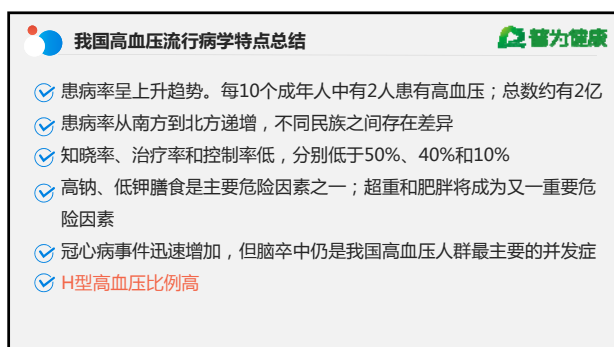 我国高血压流行病学特点总结
普为健康
患病率呈上升趋势。每10个成年人中有2人患有高血压；总数约有2亿
患病率从南方到北方递增，不同民族之间存在差异
知晓率、治疗率和控制率低，分别低于50%、40%和10%
高钠、低钾膳食是主要危险因素之一；超重和肥胖将成为又一重要危
险因素
冠心病事件迅速增加，但脑卒中仍是我国高血压人群最主要的并发症
H型高血压比例高